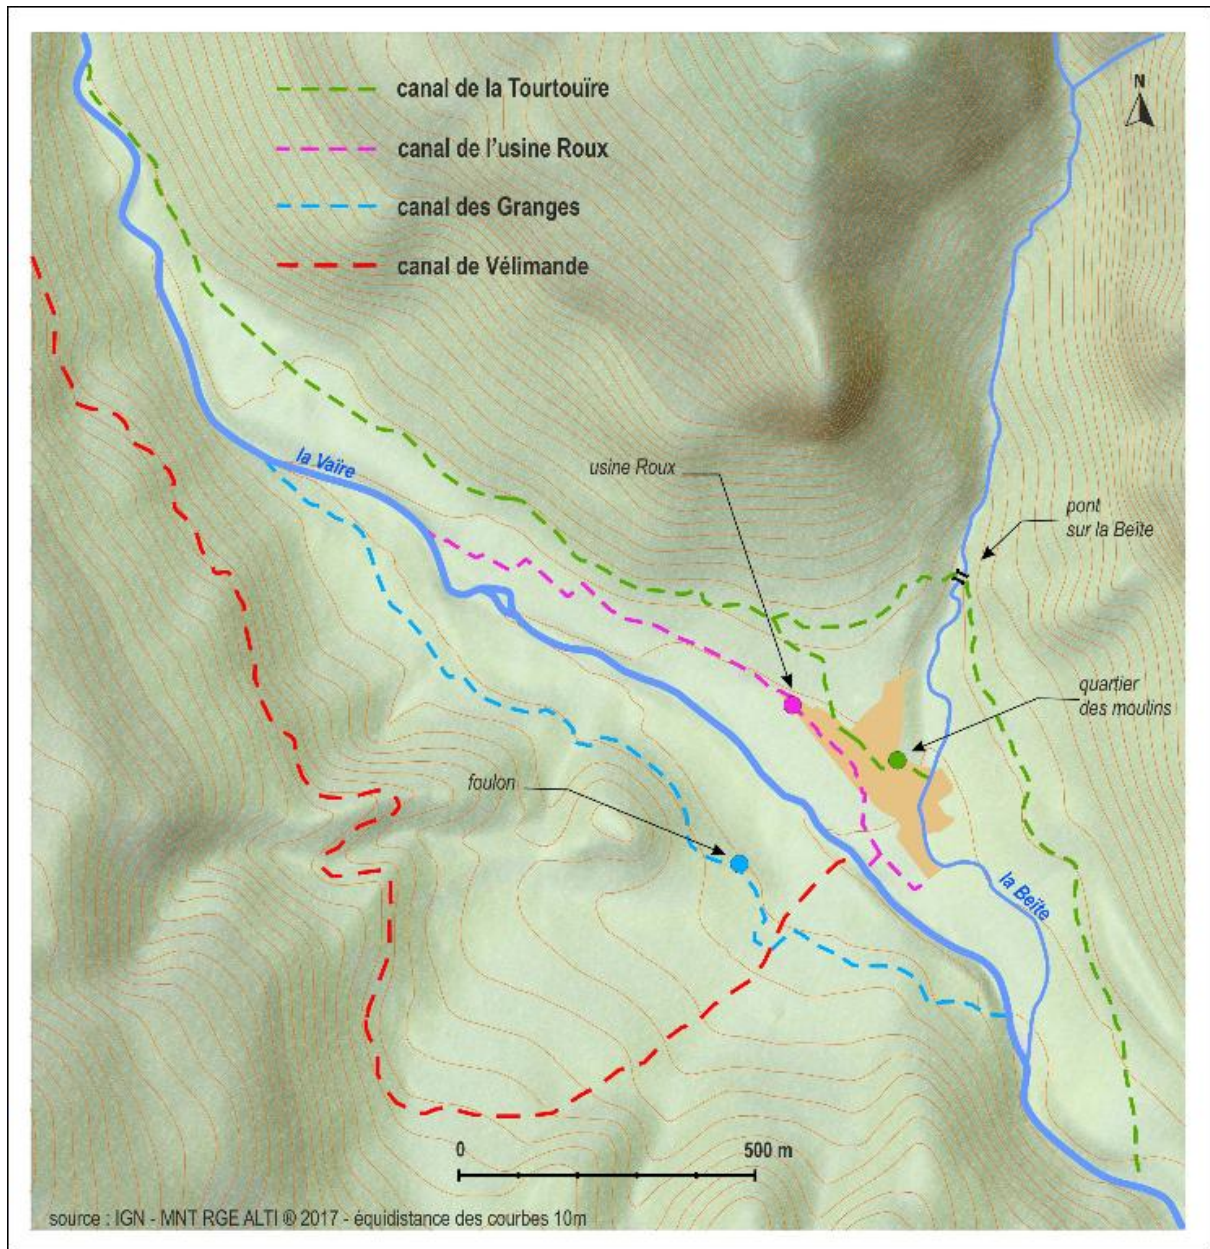 canal de la Tourtouïre
N
canal de l'usine Roux
canal des Granges
canal de Vélimande
la Vaïre
usine Roux
pont
sur la Beïte
quartier
des moulins
foulon
la Beïte
0 500 m
source : IGN - MNT RGE ALTI ® 2017 - équidistance des courbes 10m